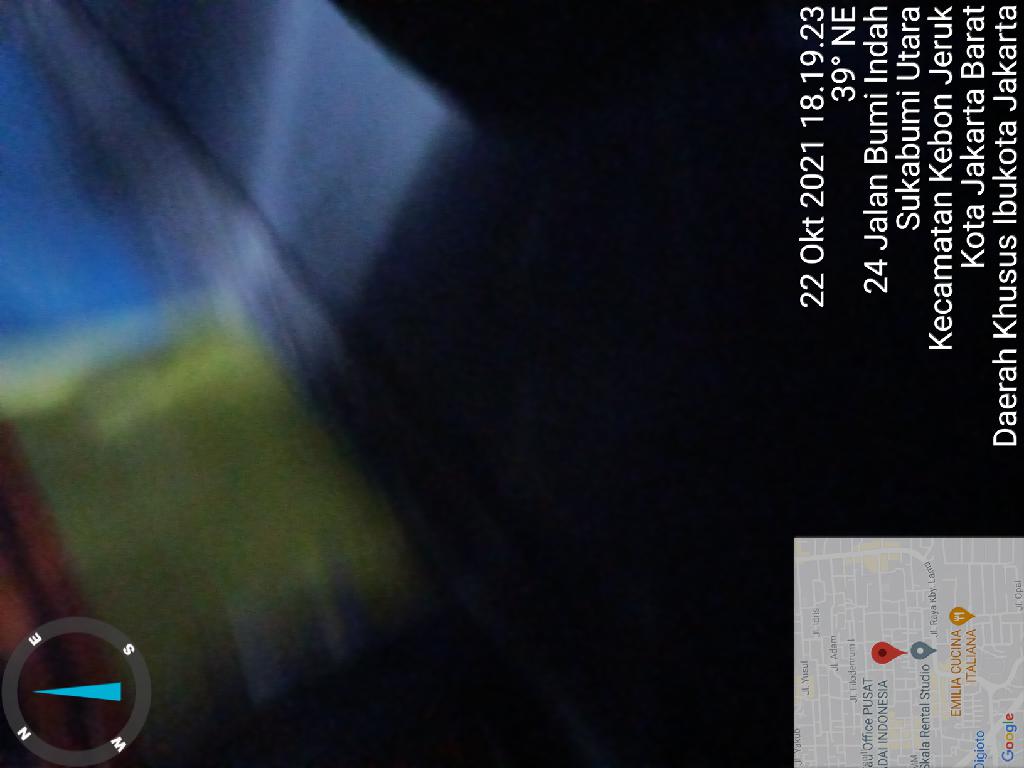 N
E
W
S
22 Okt 2021 18.19.23
39° NE
24 Jalan Bumi Indah
Sukabumi Utara
Kecamatan Kebon Jeruk
Kota Jakarta Barat
Daerah Khusus Ibukota Jakarta
Jl. Yakub
Jl. Yusuf
Jl. Adam
Jl. Filodendrum I
Office PUSAT
INDONESIA
Skala Rental Studio
Jl. Raya Kby. Lama
EMILIA CUCINA
ITALIANA
Digioto
Google
Jl. Opal